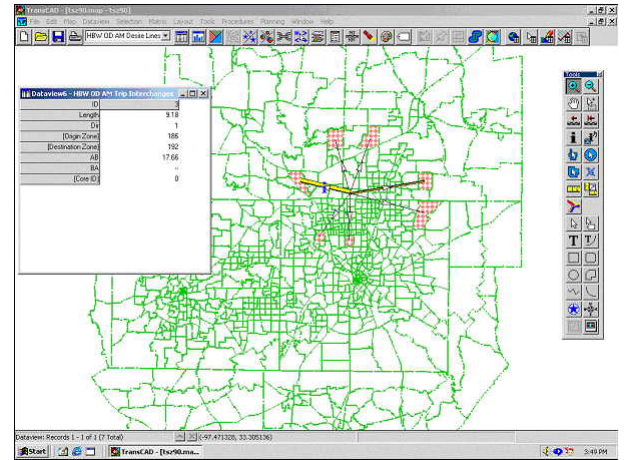 TransCAD - [tsz90.map - tsz90]
File Edit Map Dataview Selection Matrix Layout Tools Procedures Planning Window Help
HBW OD AM Desire Lines
Dataview6 - HBW OD AM Trip Interchanges
ID 3
Length 9.18
Dir 1
[Origin Zone] 186
[Destination Zone] 192
AB 17.66
BA --
[Core ID] 0
Tools
Dataview: Records 1 - 1 of 1 (7 Total) (-97.471328, 33.305136)
Start TransCAD - [tsz90.ma... 3:49 PM